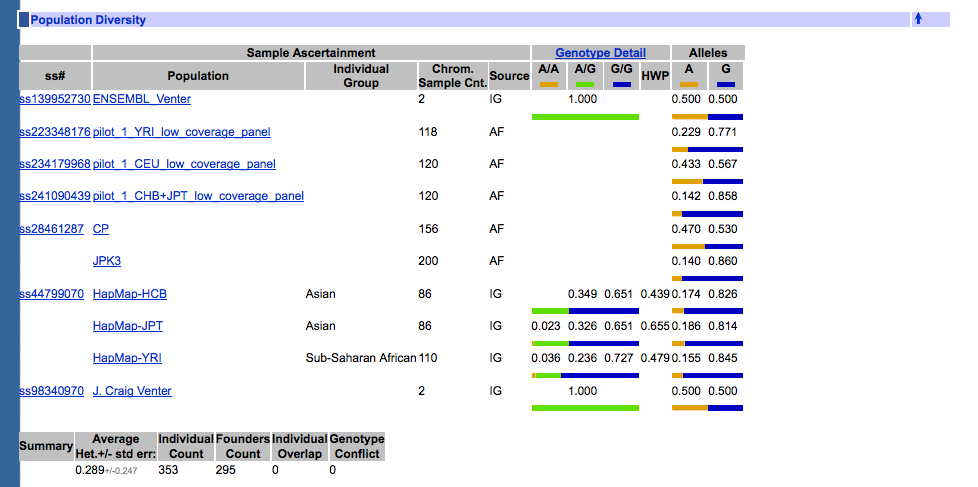 Population Diversity
Sample Ascertainment Genotype Detail Alleles
ss# Population Individual Group Chrom. Sample Cnt. Source A/A A/G G/G HWP A G
ss139952730 ENSEMBL_Venter 2 IG 1.000 0.500 0.500
ss223348176 pilot_1_YRI_low_coverage_panel 118 AF 0.229 0.771
ss234179968 pilot_1_CEU_low_coverage_panel 120 AF 0.433 0.567
ss241090439 pilot_1_CHB+JPT_low_coverage_panel 120 AF 0.142 0.858
ss28461287 CP 156 AF 0.470 0.530
JPK3 200 AF 0.140 0.860
ss44799070 HapMap-HCB Asian 86 IG 0.349 0.651 0.439 0.174 0.826
HapMap-JPT Asian 86 IG 0.023 0.326 0.651 0.655 0.186 0.814
HapMap-YRI Sub-Saharan African 110 IG 0.036 0.236 0.727 0.479 0.155 0.845
ss98340970 J. Craig Venter 2 IG 1.000 0.500 0.500
Summary Average Het.+/- std err: Individual Count Founders Count Individual Overlap Genotype Conflict
0.289+/-0.247 353 295 0 0